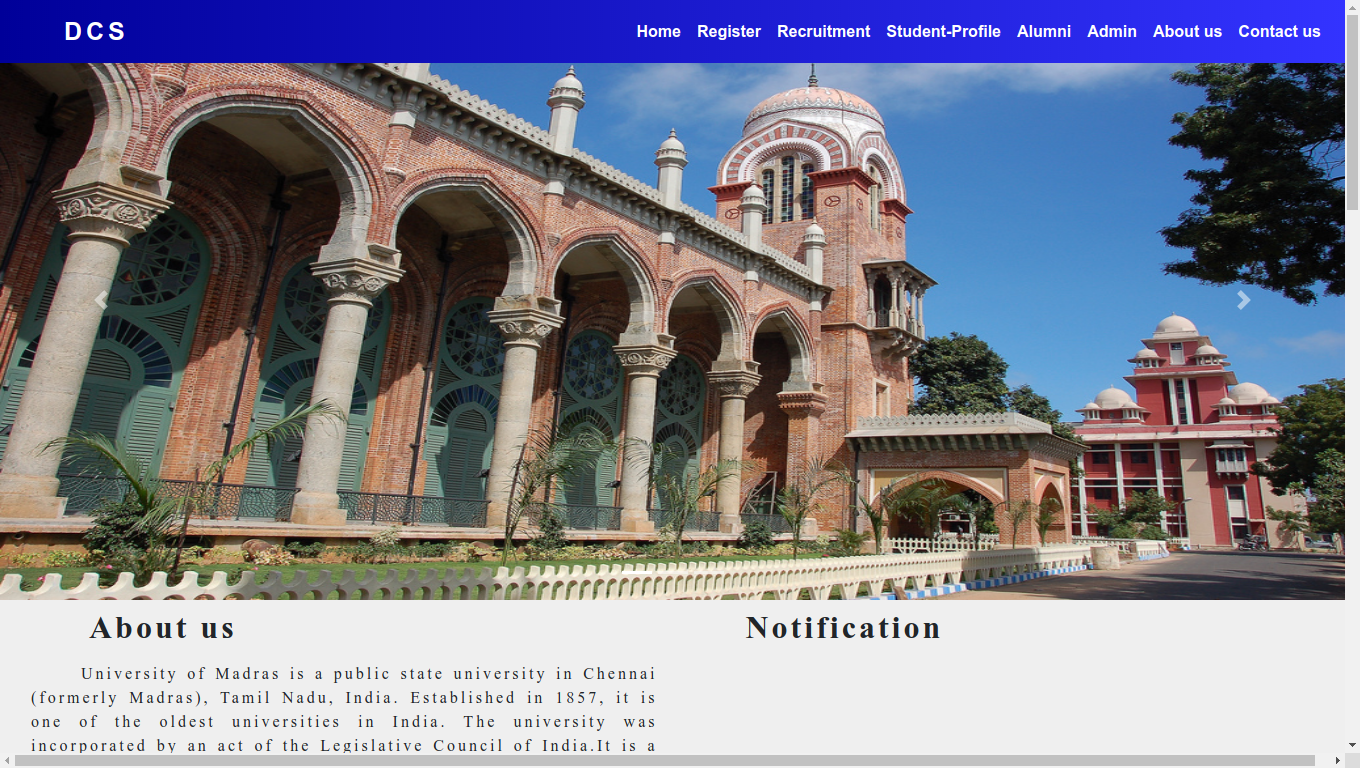 DCS
Home Register Recruitment Student-Profile Alumni Admin About us Contact us
About us
Notification
University of Madras is a public state university in Chennai
(formerly Madras), Tamil Nadu, India. Established in 1857, it is
one of the oldest universities in India. The university was
incorporated by an act of the Legislative Council of India.It is a